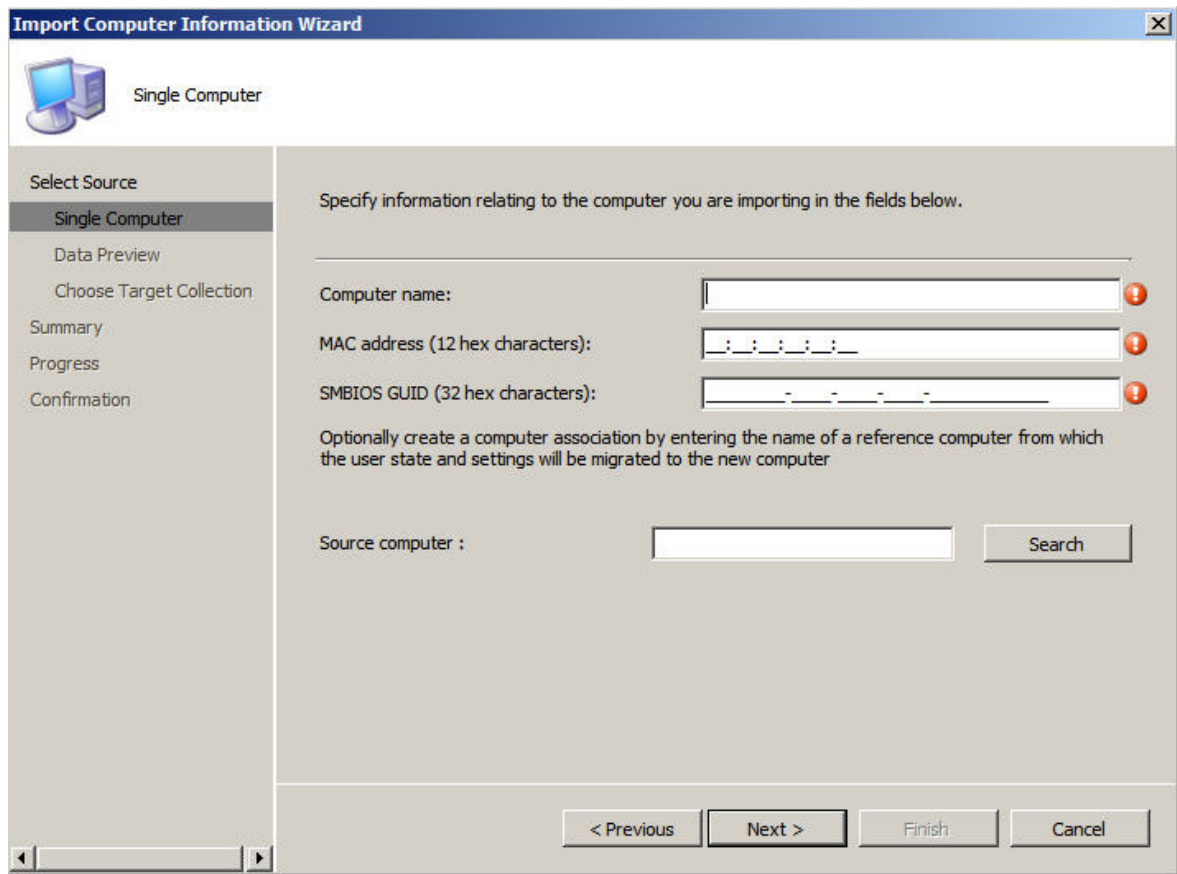 Import Computer Information Wizard
Single Computer
Select Source
Single Computer
Data Preview
Choose Target Collection
Summary
Progress
Confirmation
Specify information relating to the computer you are importing in the fields below.
Computer name:
MAC address (12 hex characters):
__:__:__:__:__:__
SMBIOS GUID (32 hex characters):
________-____-____-____-____________
Optionally create a computer association by entering the name of a reference computer from which
the user state and settings will be migrated to the new computer
Source computer :
Search
< Previous
Next >
Finish
Cancel